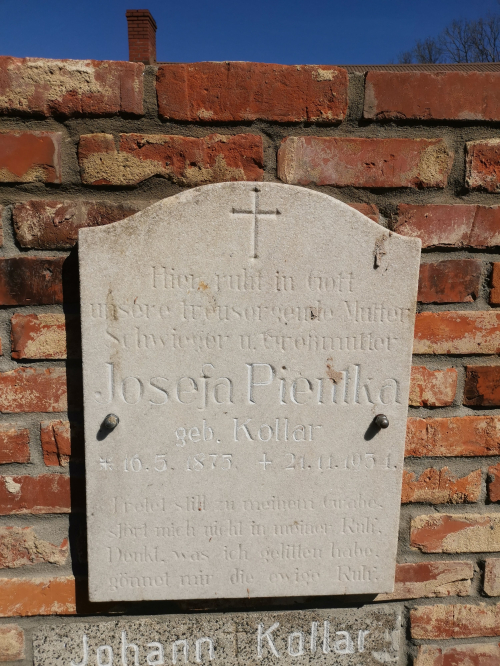 Hier ruht in Gott
unsere treusorgende Mutter
Schwieger u. Großmutter
Josefa Pientka
geb. Kollar
* 16.3.1873. + 21.11.1934.
Tretet still zu meinem Grabe,
stört mich nicht in meiner Ruh'.
Denkt, was ich gelitten habe,
gönnet mir die ewige Ruh'.
Johann Kollar